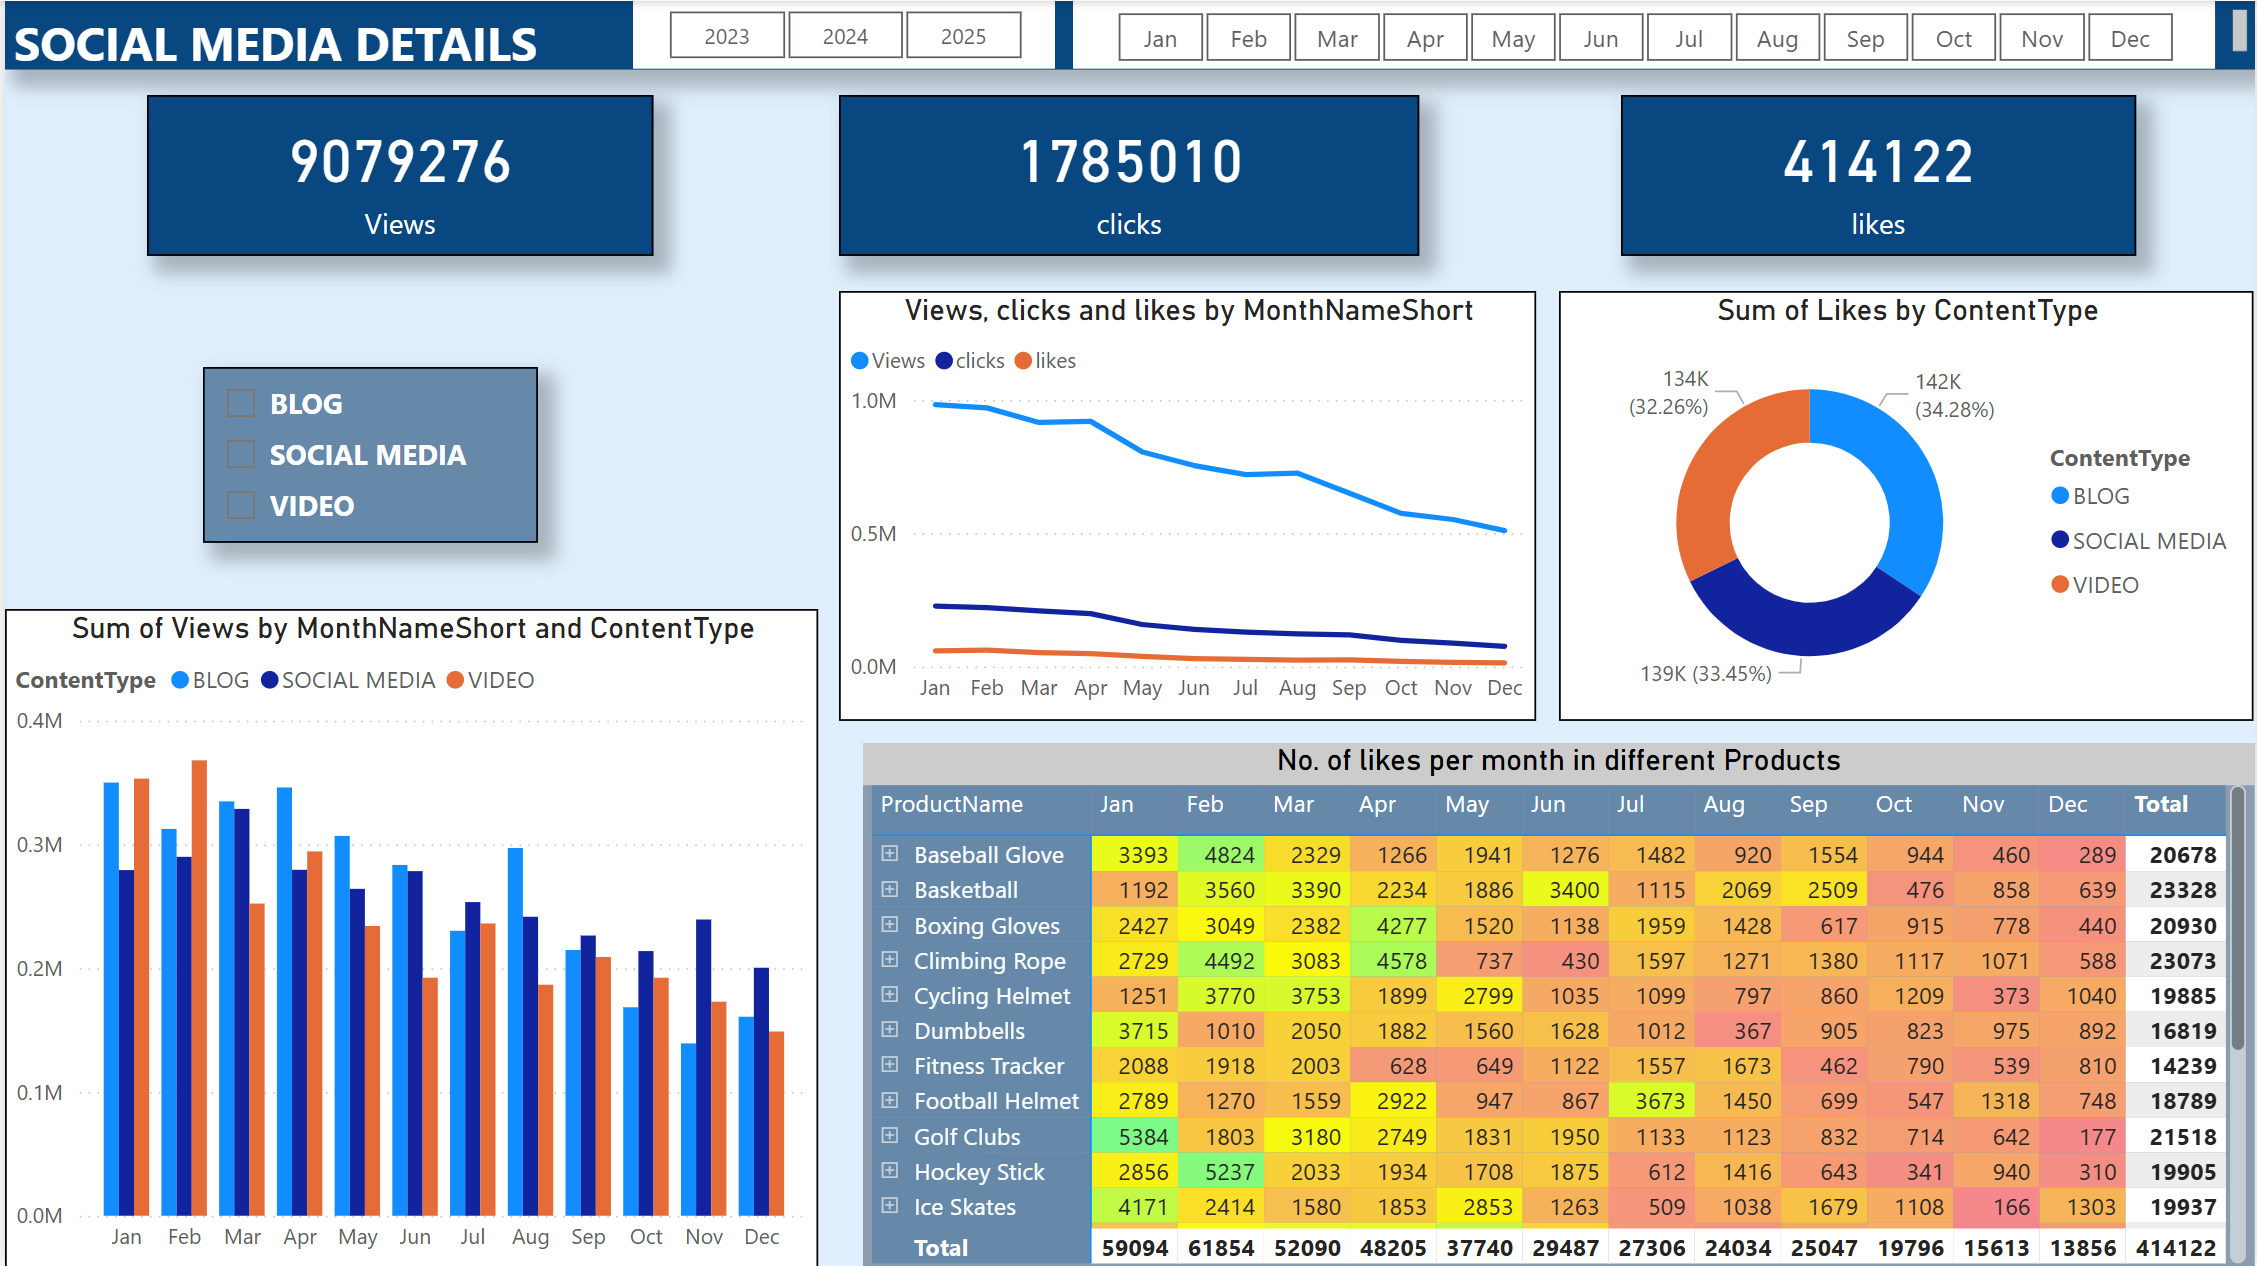 SOCIAL MEDIA DETAILS
2023 2024 2025
Jan Feb Mar Apr May Jun Jul Aug Sep Oct Nov Dec
9079276
Views
1785010
clicks
414122
likes
BLOG
SOCIAL MEDIA
VIDEO
Views, clicks and likes by MonthNameShort
Views clicks likes
1.0M
0.5M
0.0M
Jan Feb Mar Apr May Jun Jul Aug Sep Oct Nov Dec
Sum of Likes by ContentType
134K
(32.26%)
142K
(34.28%)
139K (33.45%)
ContentType
BLOG
SOCIAL MEDIA
VIDEO
Sum of Views by MonthNameShort and ContentType
ContentType BLOG SOCIAL MEDIA VIDEO
0.4M
0.3M
0.2M
0.1M
0.0M
Jan Feb Mar Apr May Jun Jul Aug Sep Oct Nov Dec
No. of likes per month in different Products
ProductName Jan Feb Mar Apr May Jun Jul Aug Sep Oct Nov Dec Total
Baseball Glove 3393 4824 2329 1266 1941 1276 1482 920 1554 944 460 289 20678
Basketball 1192 3560 3390 2234 1886 3400 1115 2069 2509 476 858 639 23328
Boxing Gloves 2427 3049 2382 4277 1520 1138 1959 1428 617 915 778 440 20930
Climbing Rope 2729 4492 3083 4578 737 430 1597 1271 1380 1117 1071 588 23073
Cycling Helmet 1251 3770 3753 1899 2799 1035 1099 797 860 1209 373 1040 19885
Dumbbells 3715 1010 2050 1882 1560 1628 1012 367 905 823 975 892 16819
Fitness Tracker 2088 1918 2003 628 649 1122 1557 1673 462 790 539 810 14239
Football Helmet 2789 1270 1559 2922 947 867 3673 1450 699 547 1318 748 18789
Golf Clubs 5384 1803 3180 2749 1831 1950 1133 1123 832 714 642 177 21518
Hockey Stick 2856 5237 2033 1934 1708 1875 612 1416 643 341 940 310 19905
Ice Skates 4171 2414 1580 1853 2853 1263 509 1038 1679 1108 166 1303 19937
Total 59094 61854 52090 48205 37740 29487 27306 24034 25047 19796 15613 13856 414122